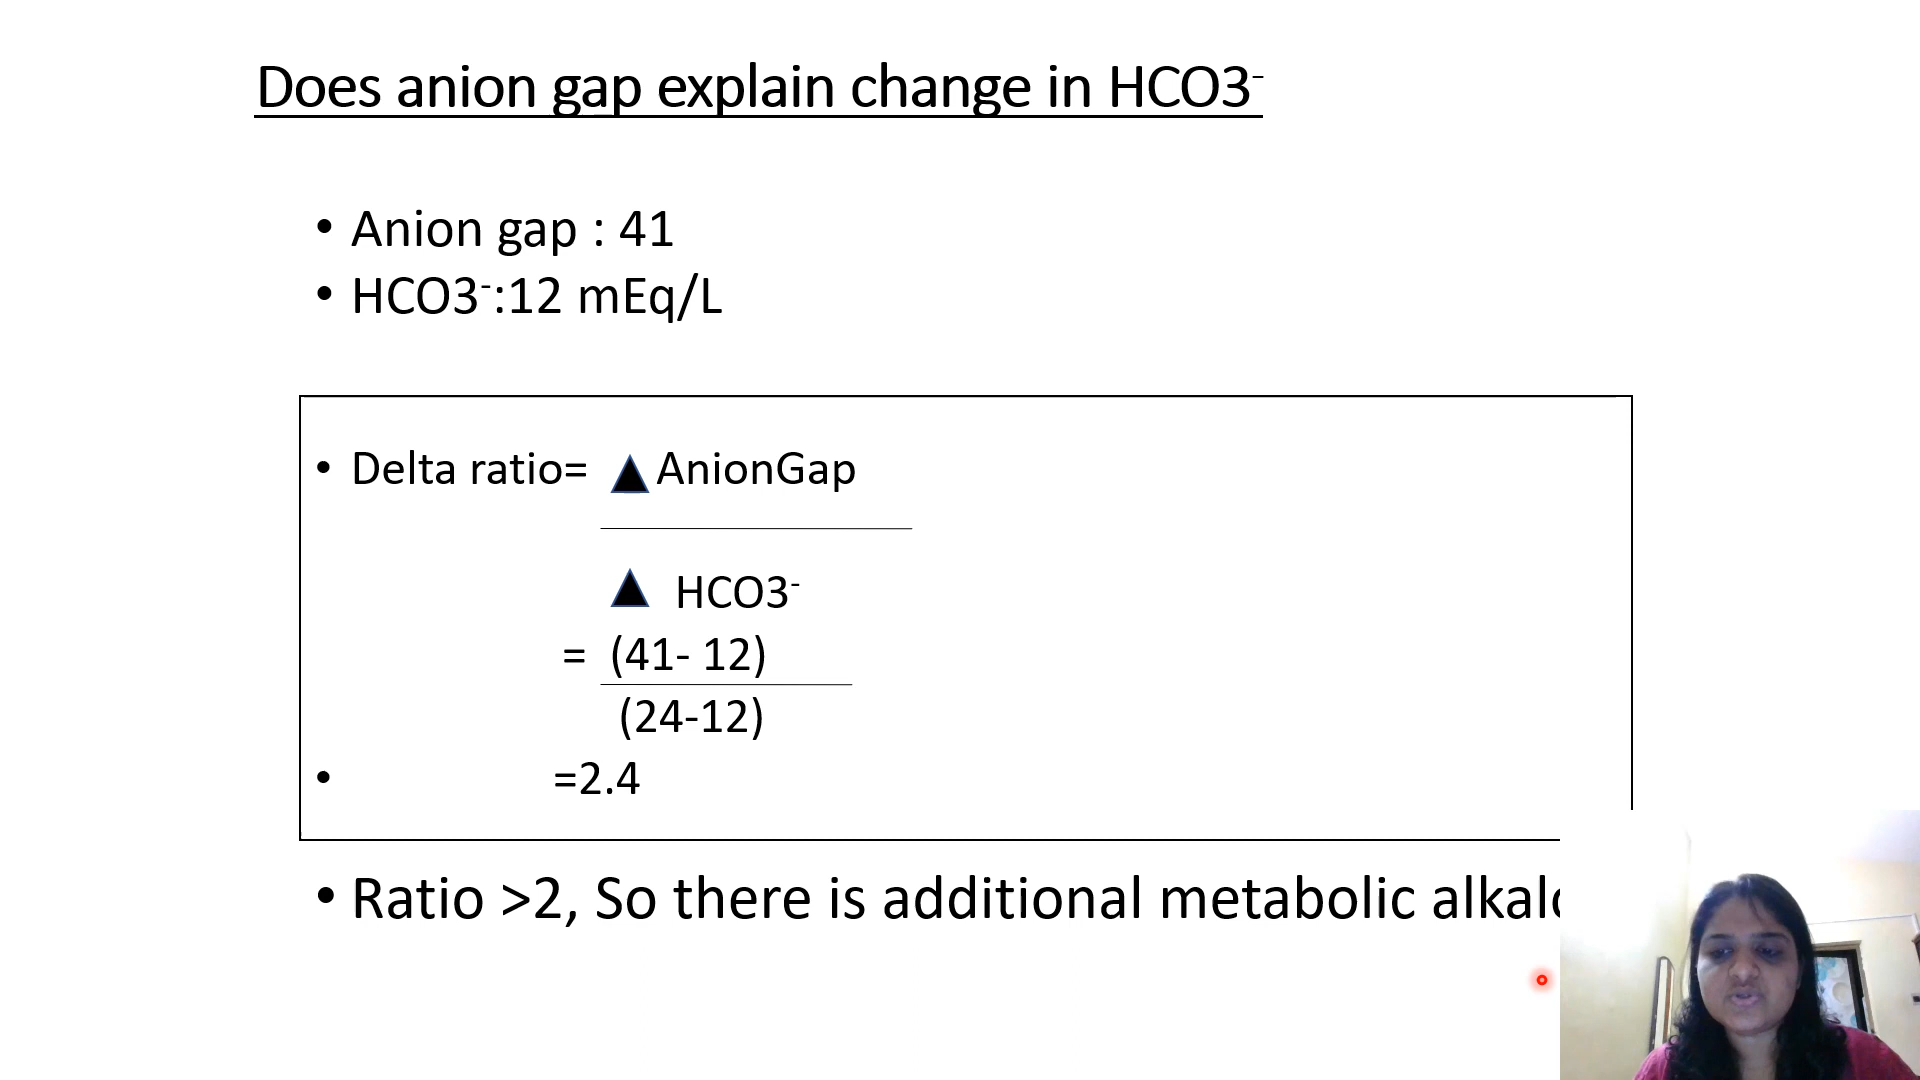 Does anion gap explain change in HCO3⁻
• Anion gap : 41
• HCO3⁻:12 mEq/L
• Delta ratio= ▲AnionGap
▲ HCO3⁻
= (41- 12)
(24-12)
• =2.4
• Ratio >2, So there is additional metabolic